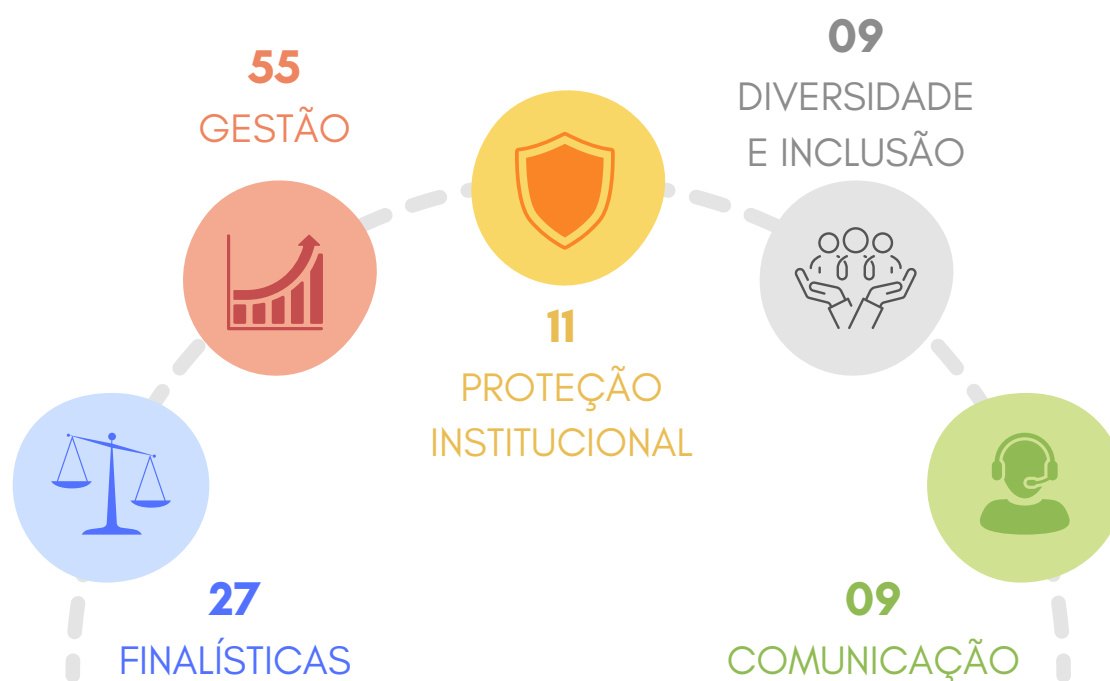 55
GESTÃO
11
PROTEÇÃO
INSTITUCIONAL
09
DIVERSIDADE
E INCLUSÃO
27
FINALÍSTICAS
09
COMUNICAÇÃO